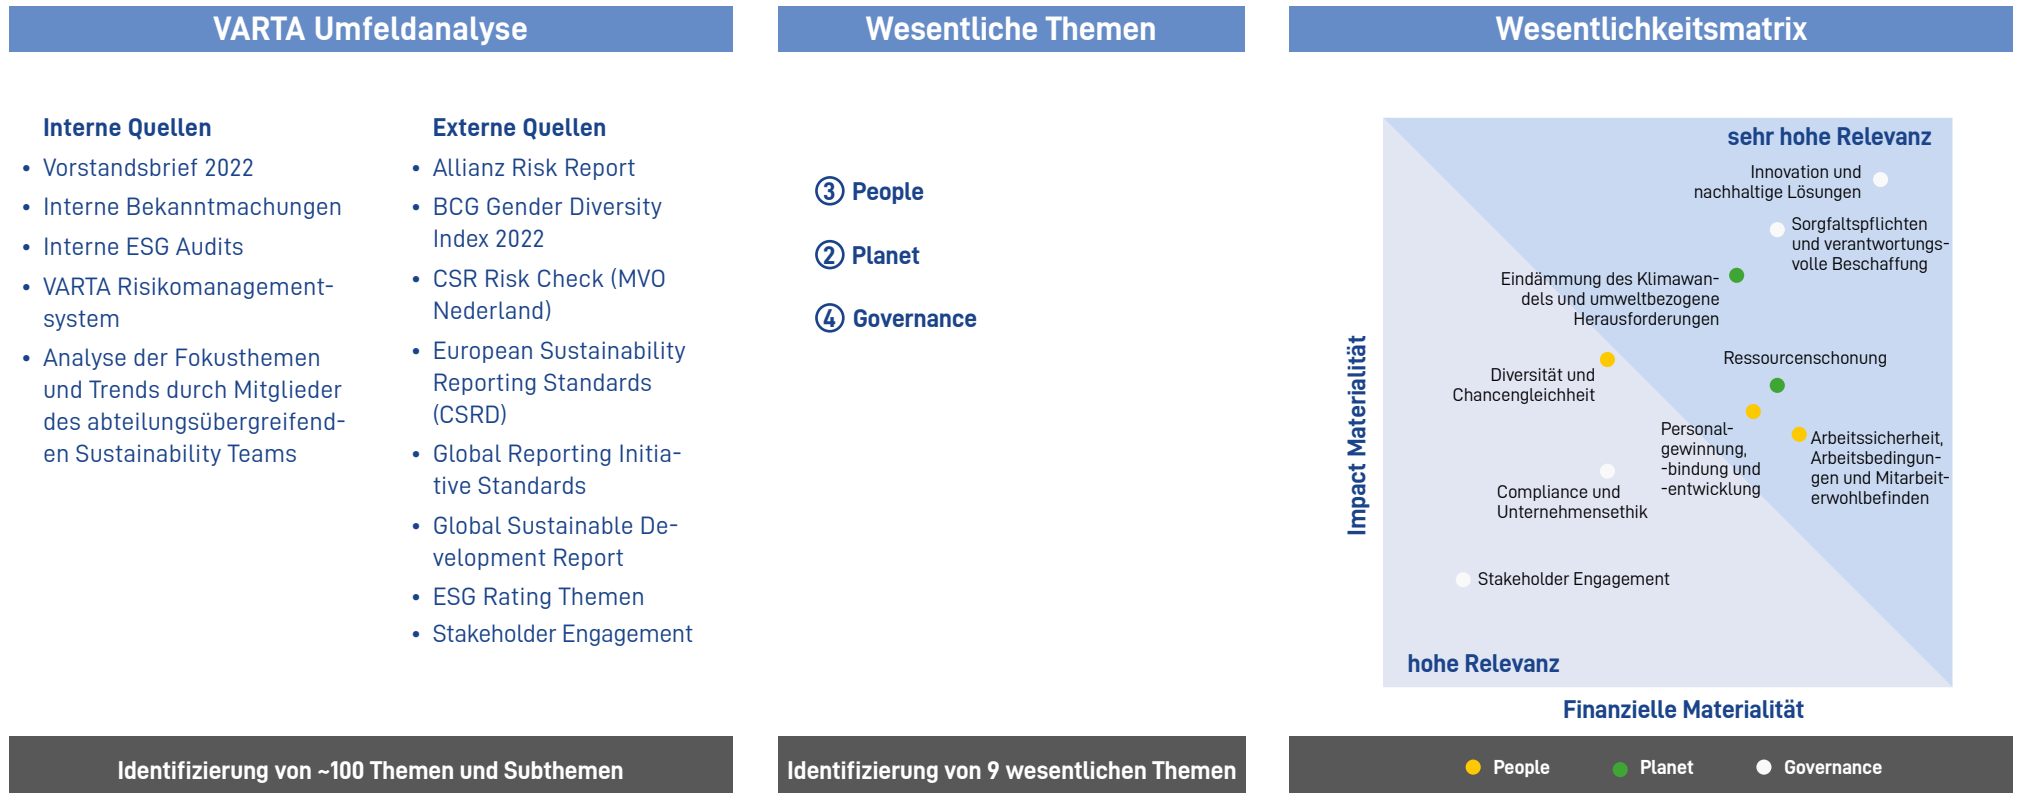 VARTA Umfeldanalyse
Interne Quellen
• Vorstandsbrief 2022
• Interne Bekanntmachungen
• Interne ESG Audits
• VARTA Risikomanagement-
system
• Analyse der Fokusthemen
und Trends durch Mitglieder
des abteilungsübergreifend-
en Sustainability Teams
Externe Quellen
• Allianz Risk Report
• BCG Gender Diversity
Index 2022
• CSR Risk Check (MVO
Nederland)
• European Sustainability
Reporting Standards
(CSRD)
• Global Reporting Initia-
tive Standards
• Global Sustainable De-
velopment Report
• ESG Rating Themen
• Stakeholder Engagement
Identifizierung von ~100 Themen und Subthemen
Wesentliche Themen
3 People
2 Planet
4 Governance
Identifizierung von 9 wesentlichen Themen
Wesentlichkeitsmatrix
sehr hohe Relevanz
Innovation und
nachhaltige Lösungen
Sorgfaltspflichten
und verantwortungs-
volle Beschaffung
Eindämmung des Klimawan-
dels und umweltbezogene
Herausforderungen
Ressourcenschonung
Diversität und
Chancengleichheit
Personal-
gewinnung,
-bindung und
-entwicklung
Arbeitssicherheit,
Arbeitsbedingun-
gen und Mitarbeit-
erwohlbefinden
Compliance und
Unternehmensethik
Stakeholder Engagement
hohe Relevanz
Impact Materialität
Finanzielle Materialität
People
Planet
Governance